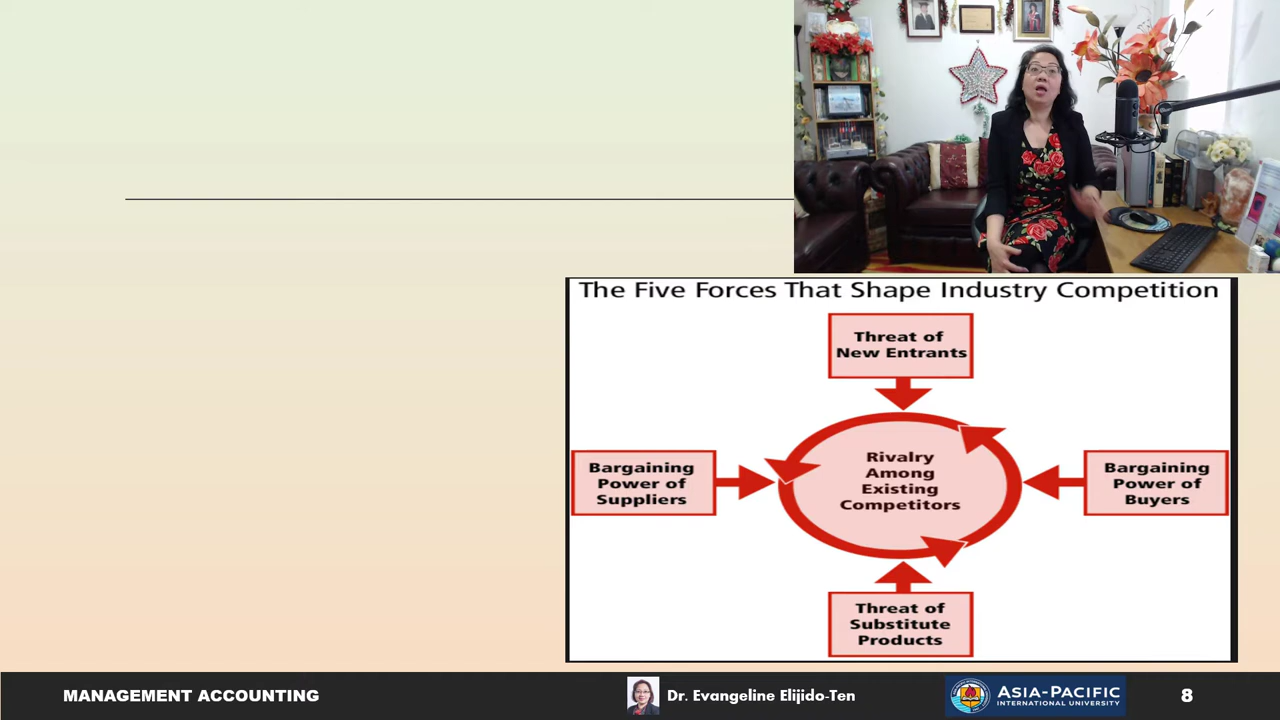 The Five Forces That Shape Industry Competition
Threat of
New Entrants
Bargaining
Power of
Suppliers
Rivalry
Among
Existing
Competitors
Bargaining
Power of
Buyers
Threat of
Substitute
Products
MANAGEMENT ACCOUNTING
Dr. Evangeline Elijido-Ten
ASIA-PACIFIC
INTERNATIONAL UNIVERSITY
8